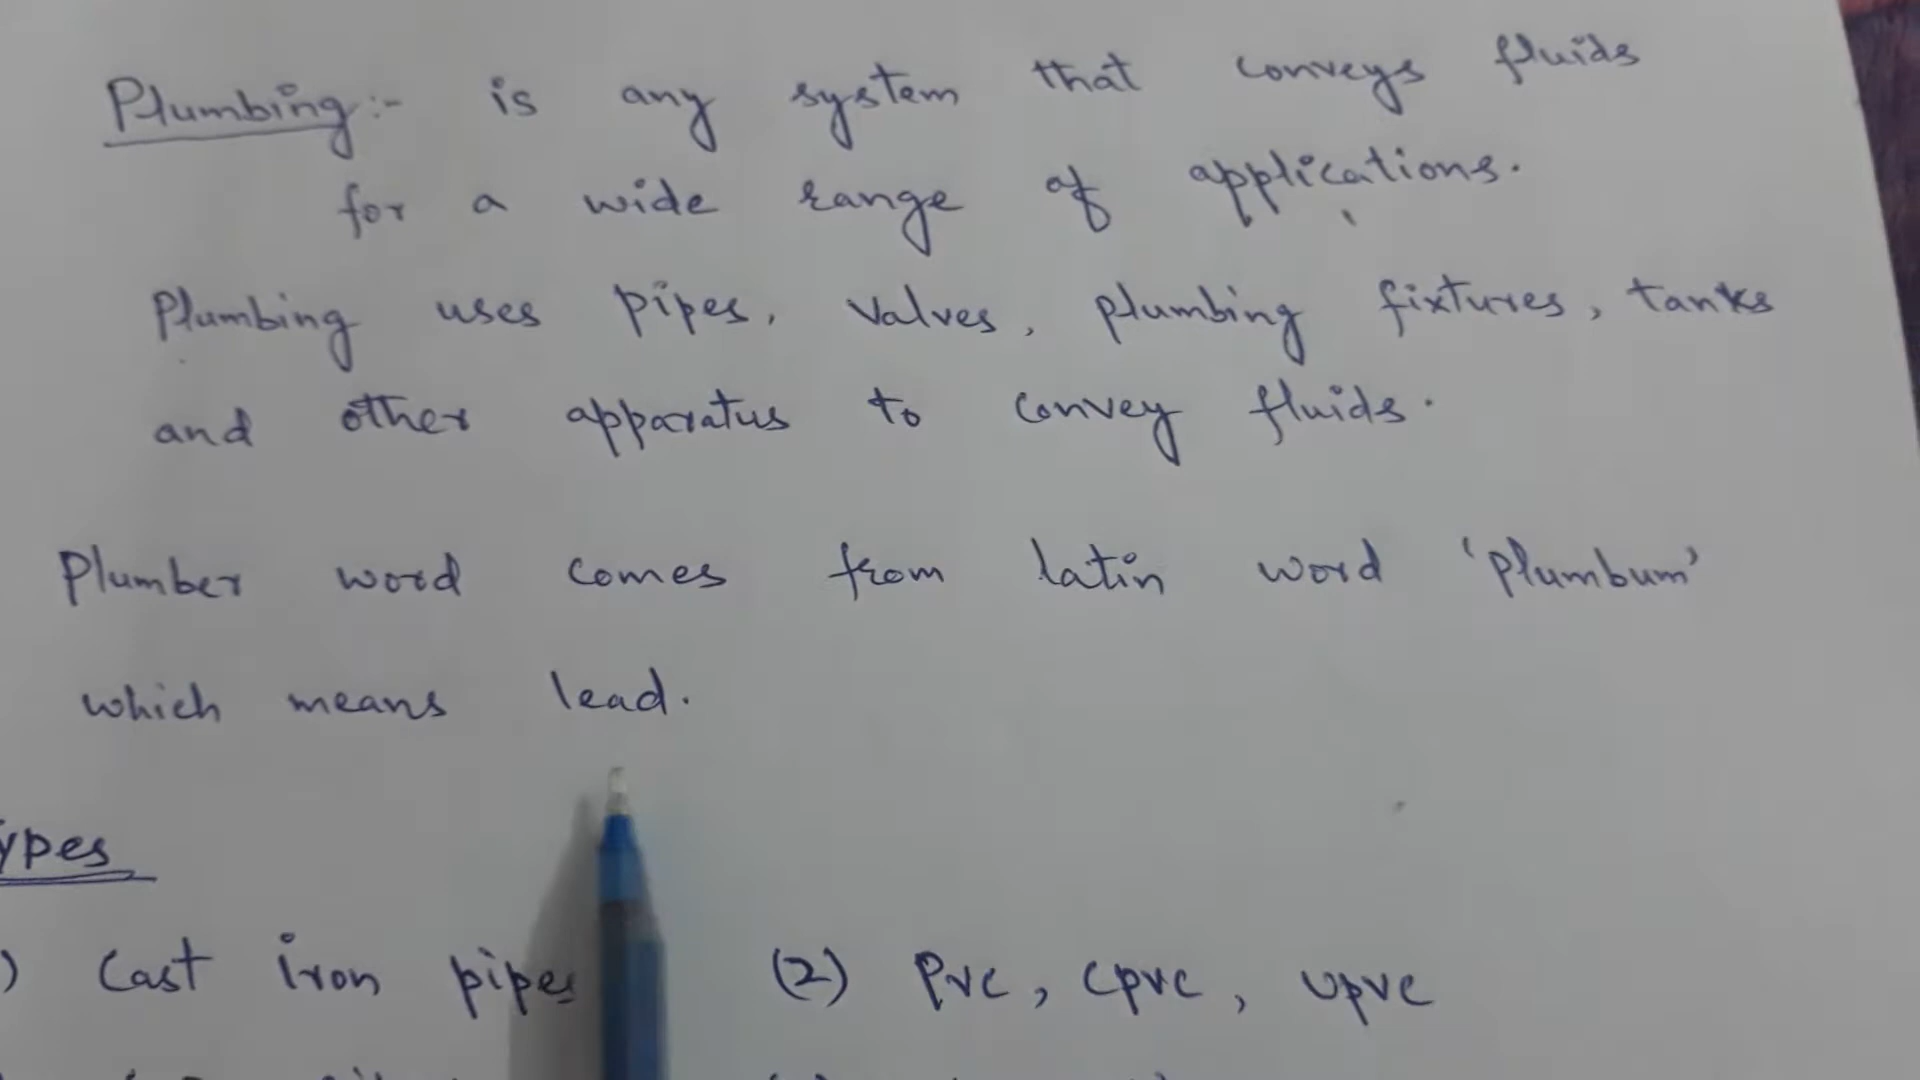 Plumbing:- is any system that conveys fluids
for a wide range of applications.
Plumbing uses pipes, valves, plumbing fixtures, tanks
and other apparatus to convey fluids.
Plumber word comes from latin word 'plumbum'
which means lead.
ypes
) Cast iron pipes (2) PVC, CPVC, UPVC